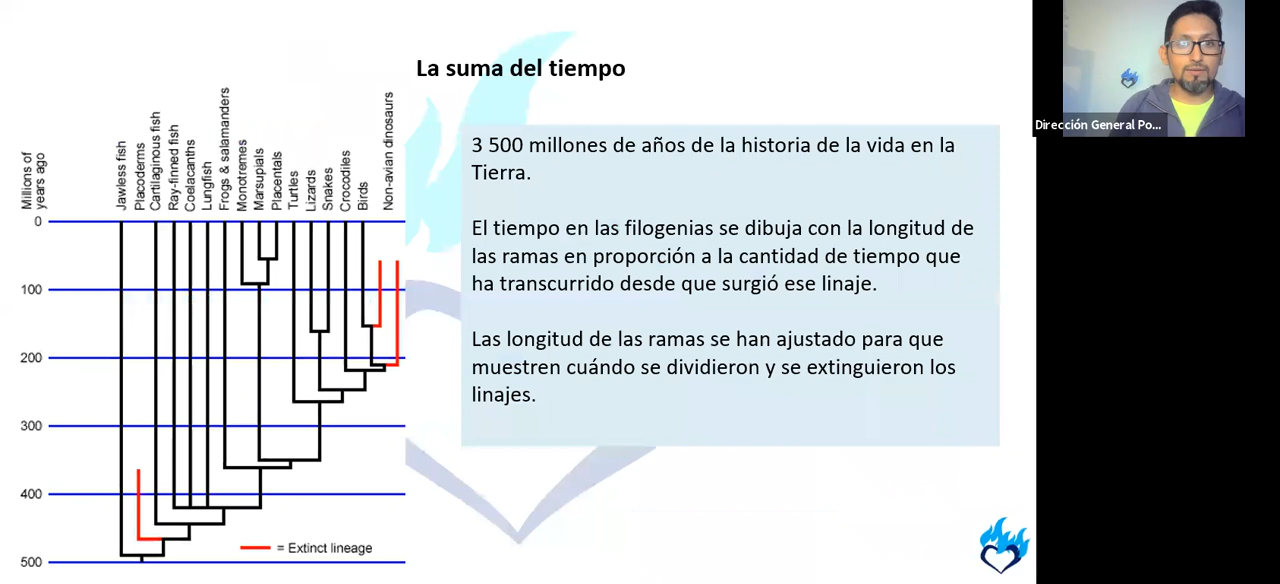 La suma del tiempo
3 500 millones de años de la historia de la vida en la
Tierra.
El tiempo en las filogenias se dibuja con la longitud de
las ramas en proporción a la cantidad de tiempo que
ha transcurrido desde que surgió ese linaje.
Las longitud de las ramas se han ajustado para que
muestren cuándo se dividieron y se extinguieron los
linajes.
Millions of
years ago
Jawless fish
Placoderms
Cartilaginous fish
Ray-finned fish
Coelacanths
Lungfish
Frogs & salamanders
Monotremes
Marsupials
Placentals
Turtles
Lizards
Snakes
Crocodiles
Birds
Non-avian dinosaurs
0
100
200
300
400
500
= Extinct lineage
Dirección General Po...